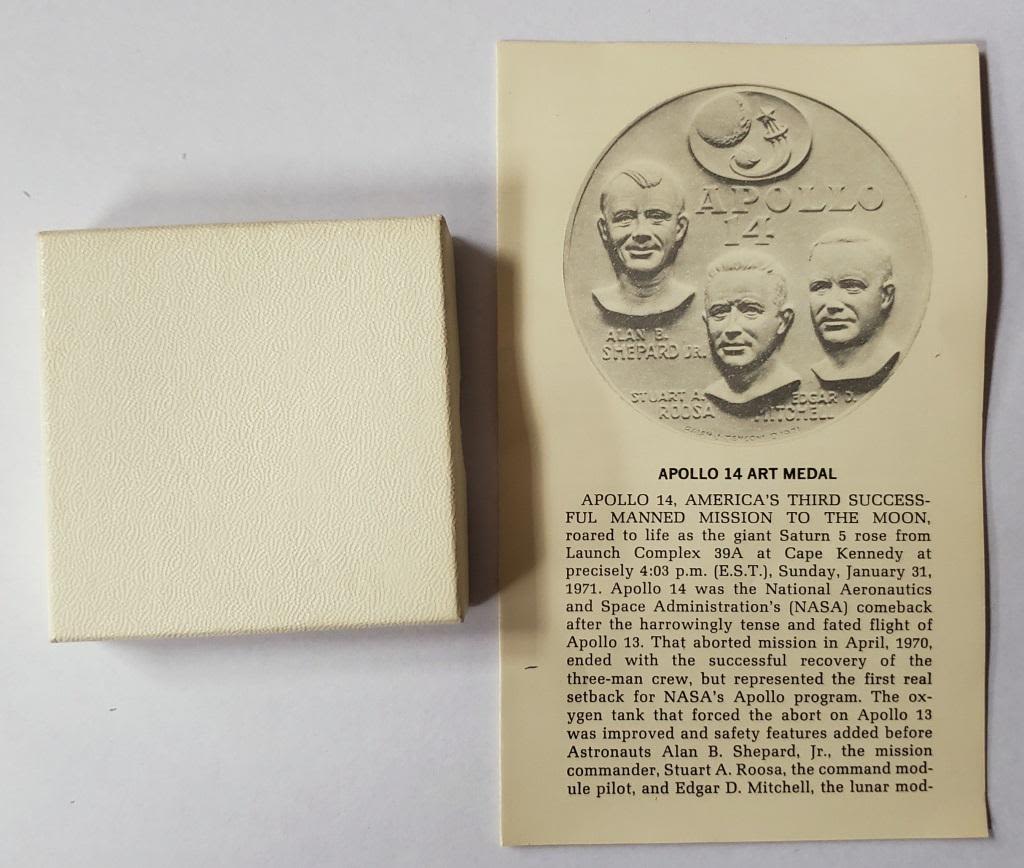 APOLLO
14
ALAN B.
SHEPARD JR.
STUART A.
ROOSA
EDGAR D.
MITCHELL
APOLLO 14 ART MEDAL
APOLLO 14, AMERICA'S THIRD SUCCESS-
FUL MANNED MISSION TO THE MOON,
roared to life as the giant Saturn 5 rose from
Launch Complex 39A at Cape Kennedy at
precisely 4:03 p.m. (E.S.T.), Sunday, January 31,
1971. Apollo 14 was the National Aeronautics
and Space Administration's (NASA) comeback
after the harrowingly tense and fated flight of
Apollo 13. That aborted mission in April, 1970,
ended with the successful recovery of the
three-man crew, but represented the first real
setback for NASA's Apollo program. The ox-
ygen tank that forced the abort on Apollo 13
was improved and safety features added before
Astronauts Alan B. Shepard, Jr., the mission
commander, Stuart A. Roosa, the command mod-
ule pilot, and Edgar D. Mitchell, the lunar mod-